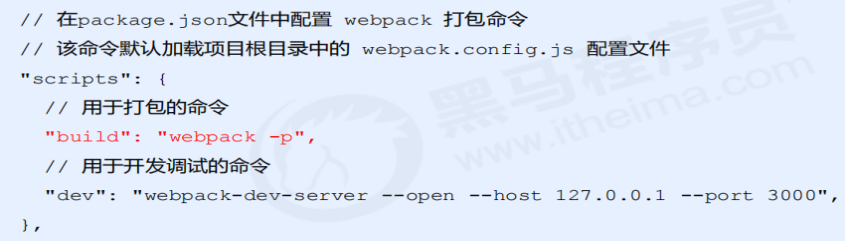 // 在package.json文件中配置 webpack 打包命令
// 该命令默认加载项目根目录中的 webpack.config.js 配置文件
"scripts": {
// 用于打包的命令
"build": "webpack -p",
// 用于开发调试的命令
"dev": "webpack-dev-server --open --host 127.0.0.1 --port 3000",
},
黑马程序员
www.itheima.com